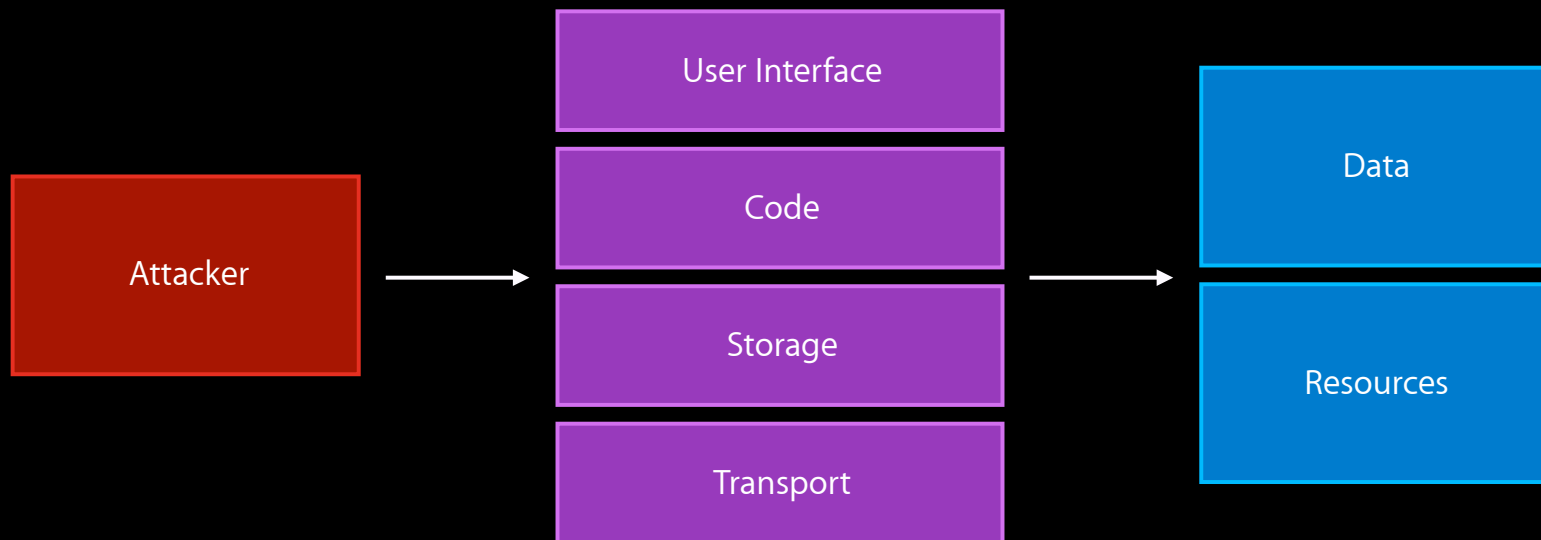 Attacker
User Interface
Code
Storage
Transport
Data
Resources